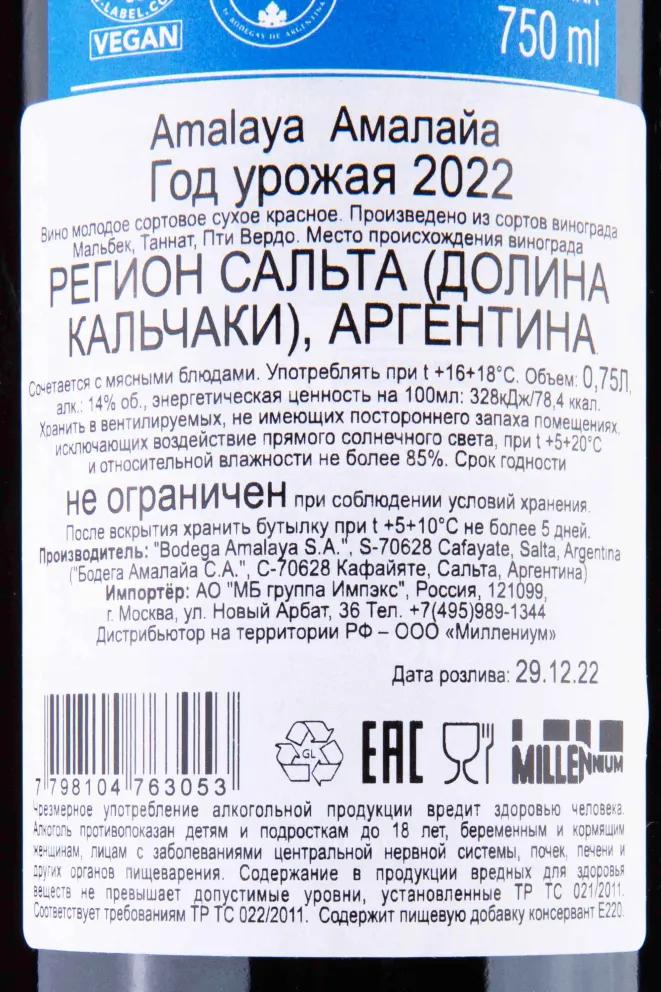 LABEL.CO
VEGAN
BODEGAS DE ARGENTINA
750 ml
Amalaya Амалайа
Год урожая 2022
Вино молодое сортовое сухое красное. Произведено из сортов винограда
Мальбек, Таннат, Пти Вердо. Место происхождения винограда
РЕГИОН САЛЬТА (ДОЛИНА
КАЛЬЧАКИ), АРГЕНТИНА.
Сочетается с мясными блюдами. Употреблять при t +16+18°C. Объем: 0,75Л,
алк.: 14% об., энергетическая ценность на 100мл: 328кДж/78,4 ккал.
Хранить в вентилируемых, не имеющих постороннего запаха помещениях,
исключающих воздействие прямого солнечного света, при t +5+20°C
и относительной влажности не более 85%. Срок годности
не ограничен при соблюдении условий хранения.
После вскрытия хранить бутылку при t +5+10°C не более 5 дней.
Производитель: "Bodega Amalaya S.A.", S-70628 Cafayate, Salta, Argentina
("Бодега Амалайа С.А.", С-70628 Кафайяте, Сальта, Аргентина)
Импортёр: АО "МБ группа Импэкс", Россия, 121099,
г. Москва, ул. Новый Арбат, 36 Тел. +7(495)989-1344
Дистрибьютор на территории РФ – ООО «Миллениум»
Дата розлива: 29.12.22
7 798104 763053
GL
EAC
MILLENNIUM
Чрезмерное употребление алкогольной продукции вредит здоровью человека.
Алкоголь противопоказан детям и подросткам до 18 лет, беременным и кормящим
женщинам, лицам с заболеваниями центральной нервной системы, почек, печени и
других органов пищеварения. Содержание в продукции вредных для здоровья
веществ не превышает допустимые уровни, установленные ТР ТС 021/2011.
Соответствует требованиям ТР ТС 022/2011. Содержит пищевую добавку консервант Е220.